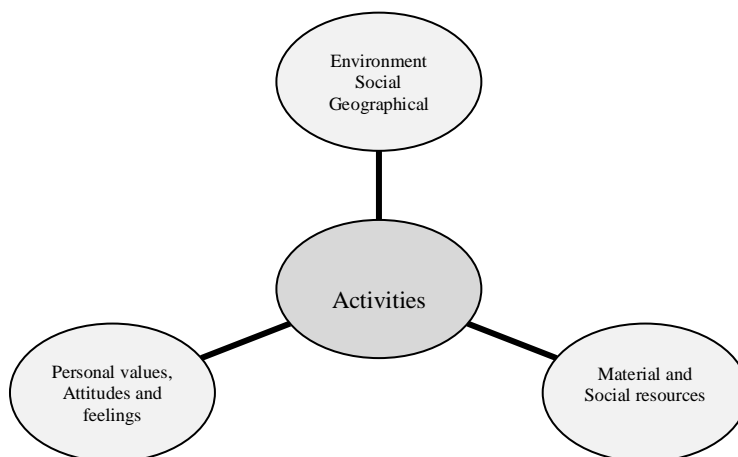 Environment
Social
Geographical
Activities
Personal values,
Attitudes and
feelings
Material and
Social resources